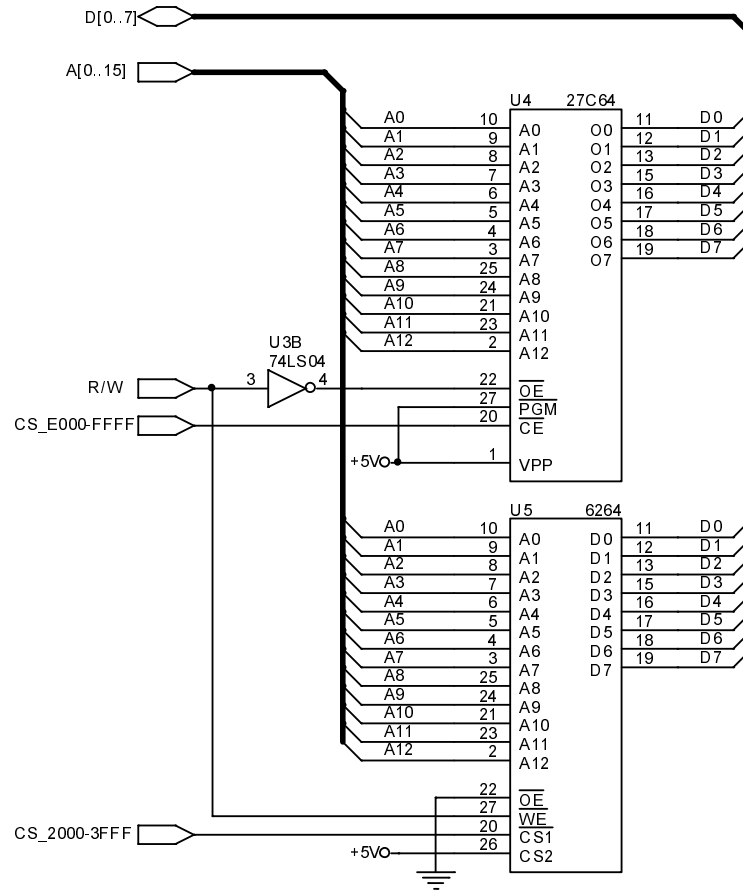 D[0..7]
A[0..15]
U4 27C64
A0 10 A0 O0 11 D0
A1 9 A1 O1 12 D1
A2 8 A2 O2 13 D2
A3 7 A3 O3 15 D3
A4 6 A4 O4 16 D4
A5 5 A5 O5 17 D5
A6 4 A6 O6 18 D6
A7 3 A7 O7 19 D7
A8 25 A8
A9 24 A9
A10 21 A10
A11 23 A11
A12 2 A12
U3B
74LS04
R/W 3 4 22 OE
27 PGM
CS_E000-FFFF 20 CE
+5V 1 VPP
U5 6264
A0 10 A0 D0 11 D0
A1 9 A1 D1 12 D1
A2 8 A2 D2 13 D2
A3 7 A3 D3 15 D3
A4 6 A4 D4 16 D4
A5 5 A5 D5 17 D5
A6 4 A6 D6 18 D6
A7 3 A7 D7 19 D7
A8 25 A8
A9 24 A9
A10 21 A10
A11 23 A11
A12 2 A12
22 OE
27 WE
CS_2000-3FFF 20 CS1
+5V 26 CS2